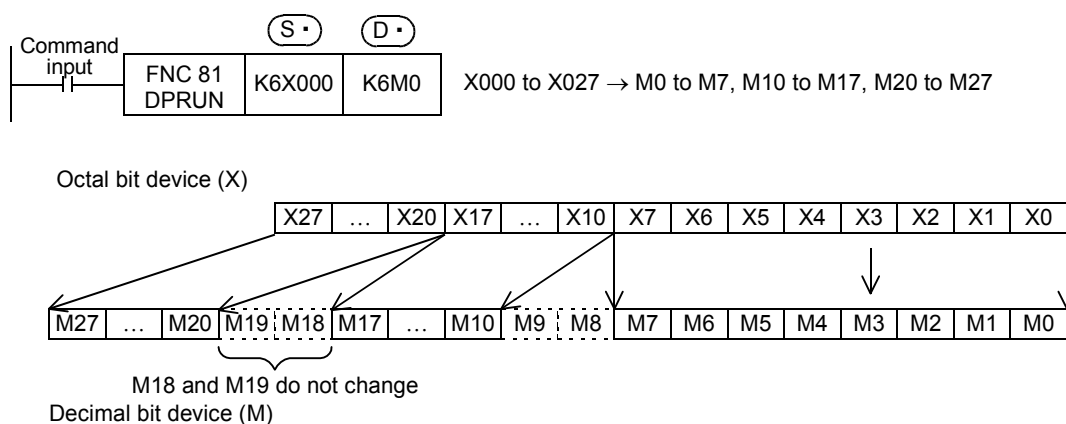 S・ D・
Command
input
FNC 81
DPRUN
K6X000 K6M0
X000 to X027 → M0 to M7, M10 to M17, M20 to M27
Octal bit device (X)
X27 … X20 X17 … X10 X7 X6 X5 X4 X3 X2 X1 X0
M27 … M20 M19 M18 M17 … M10 M9 M8 M7 M6 M5 M4 M3 M2 M1 M0
M18 and M19 do not change
Decimal bit device (M)